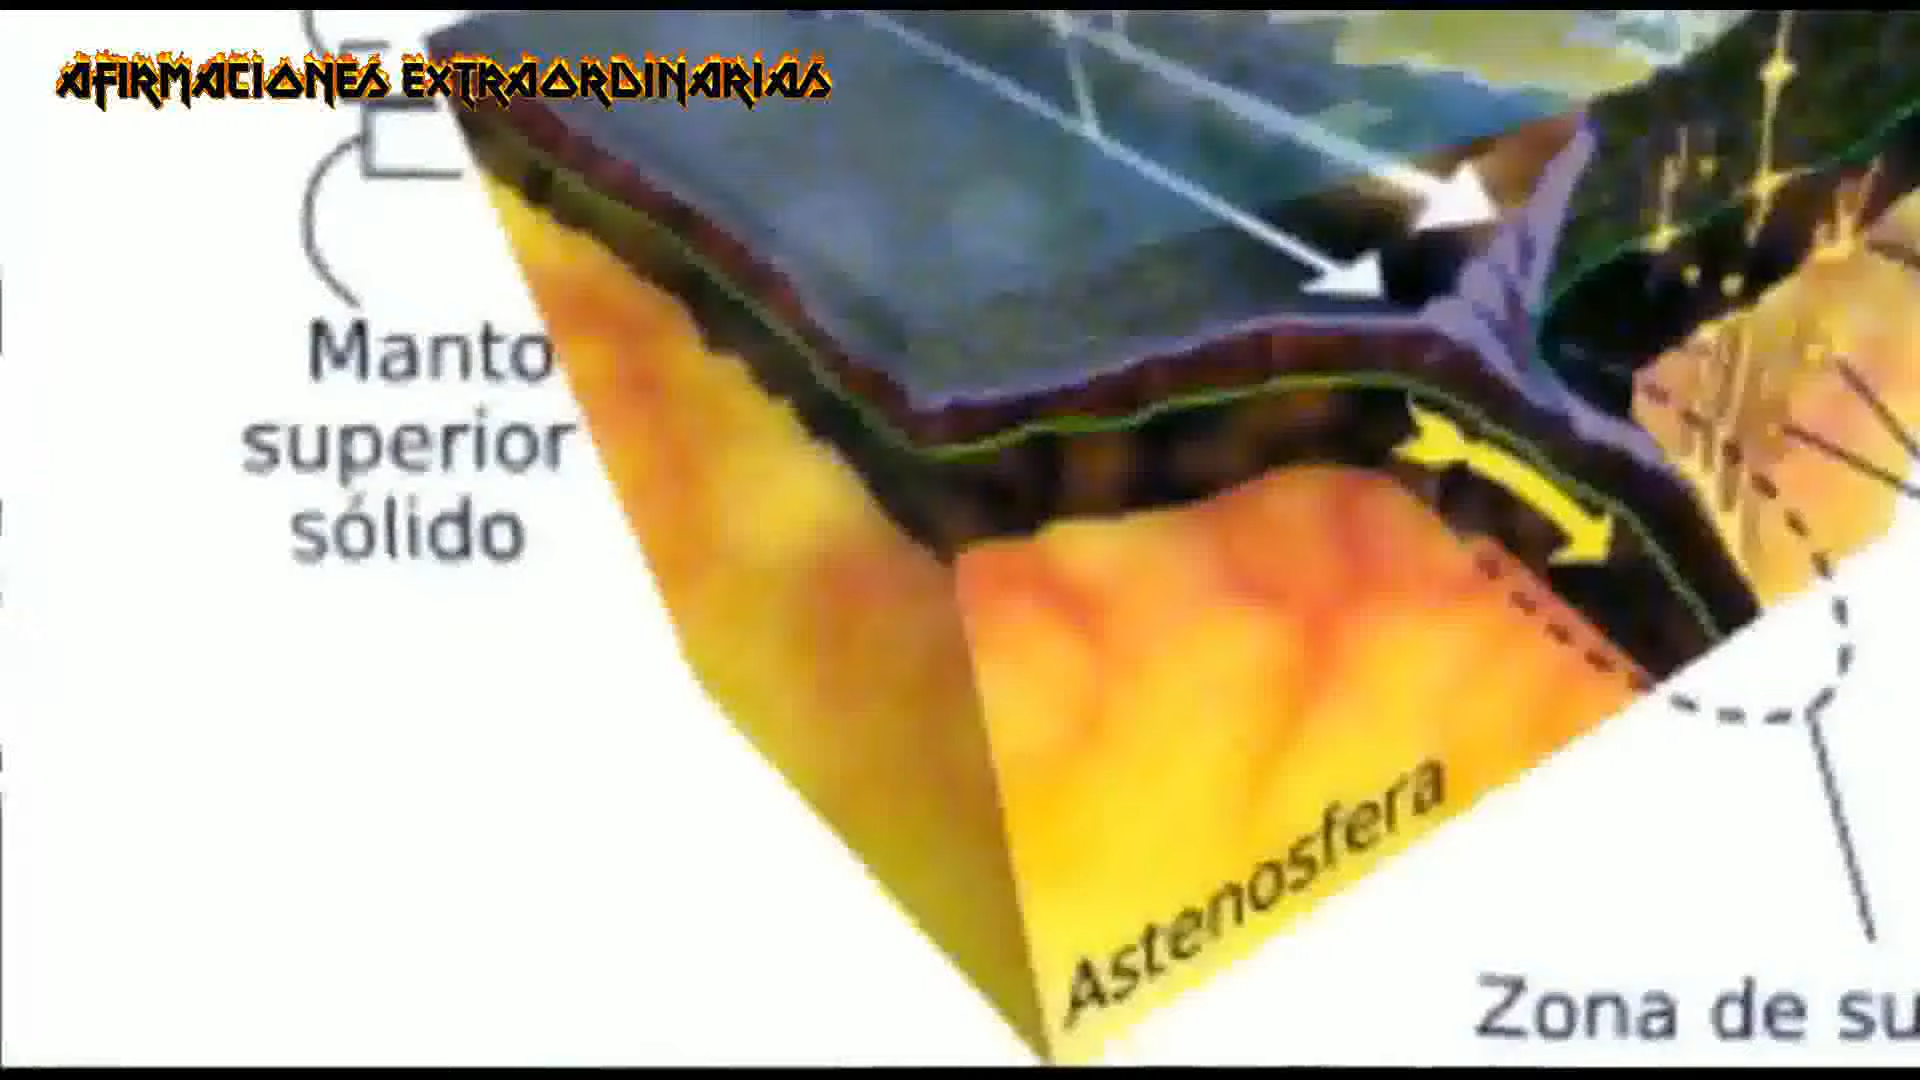 AFIRMACIONES EXTRAORDINARIAS
Manto
superior
sólido
Astenosfera
Zona de su